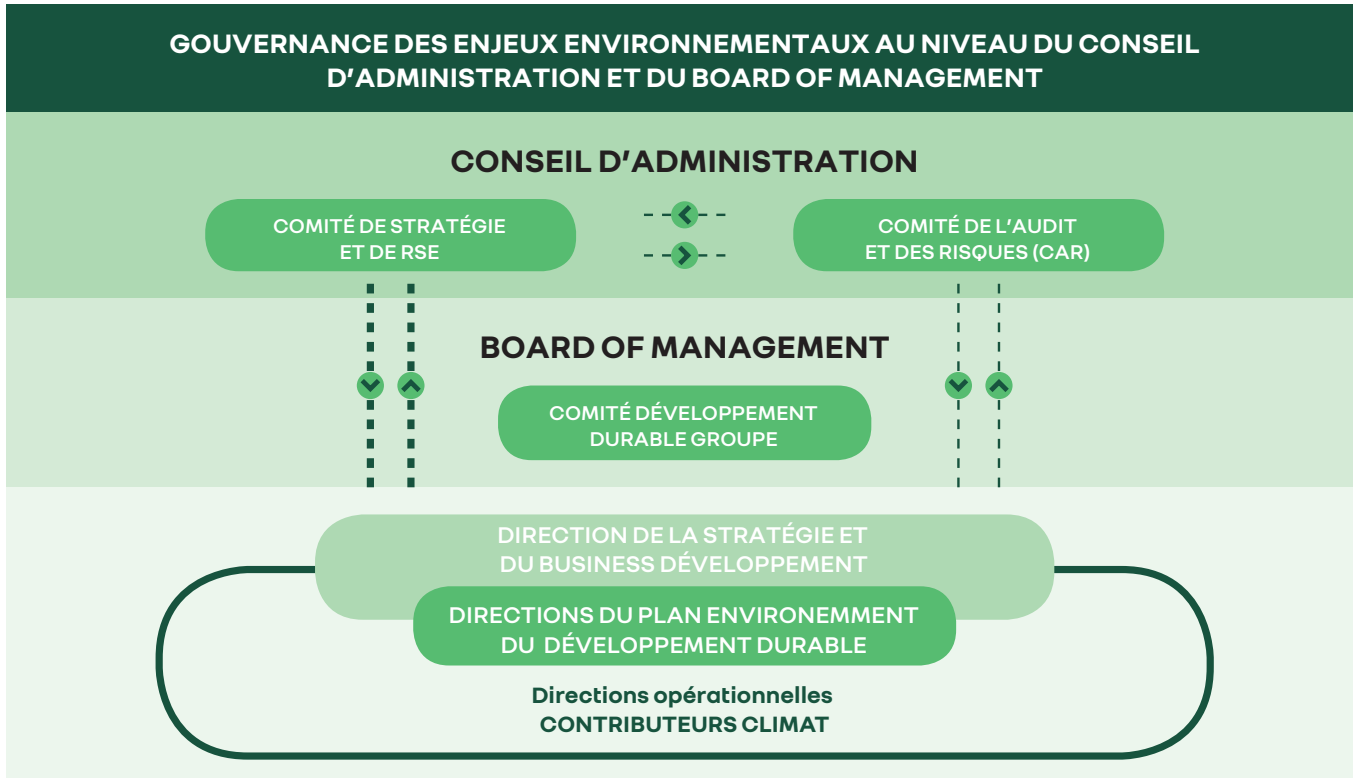 GOUVERNANCE DES ENJEUX ENVIRONNEMENTAUX AU NIVEAU DU CONSEIL
D'ADMINISTRATION ET DU BOARD OF MANAGEMENT
CONSEIL D'ADMINISTRATION
COMITÉ DE STRATÉGIE
ET DE RSE
COMITÉ DE L'AUDIT
ET DES RISQUES (CAR)
BOARD OF MANAGEMENT
COMITÉ DÉVELOPPEMENT
DURABLE GROUPE
DIRECTION DE LA STRATÉGIE ET
DU BUSINESS DÉVELOPPEMENT
DIRECTIONS DU PLAN ENVIRONEMMENT
DU DÉVELOPPEMENT DURABLE
Directions opérationnelles
CONTRIBUTEURS CLIMAT